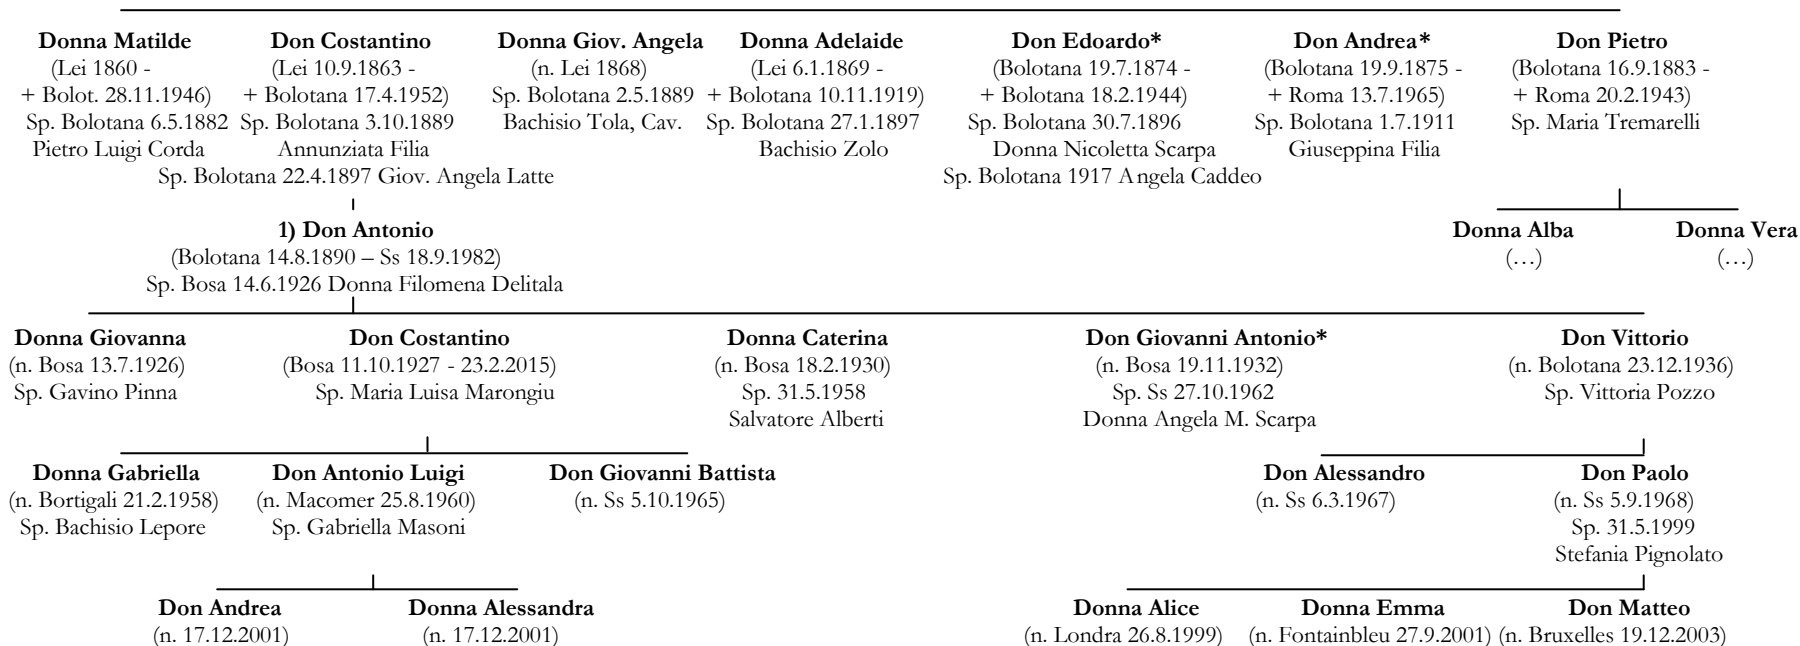 Donna Matilde
(Lei 1860 -
+ Bolot. 28.11.1946)
Sp. Bolotana 6.5.1882
Pietro Luigi Corda
Don Costantino
(Lei 10.9.1863 -
+ Bolotana 17.4.1952)
Sp. Bolotana 3.10.1889
Annunziata Filia
Sp. Bolotana 22.4.1897 Giov. Angela Latte
Donna Giov. Angela
(n. Lei 1868)
Sp. Bolotana 2.5.1889
Bachisio Tola, Cav.
Donna Adelaide
(Lei 6.1.1869 -
+ Bolotana 10.11.1919)
Sp. Bolotana 27.1.1897
Bachisio Zolo
Don Edoardo*
(Bolotana 19.7.1874 -
+ Bolotana 18.2.1944)
Sp. Bolotana 30.7.1896
Donna Nicoletta Scarpa
Sp. Bolotana 1917 Angela Caddeo
Don Andrea*
(Bolotana 19.9.1875 -
+ Roma 13.7.1965)
Sp. Bolotana 1.7.1911
Giuseppina Filia
Don Pietro
(Bolotana 16.9.1883 -
+ Roma 20.2.1943)
Sp. Maria Tremarelli
1) Don Antonio
(Bolotana 14.8.1890 – Ss 18.9.1982)
Sp. Bosa 14.6.1926 Donna Filomena Delitala
Donna Alba
(…)
Donna Vera
(…)
Donna Giovanna
(n. Bosa 13.7.1926)
Sp. Gavino Pinna
Don Costantino
(Bosa 11.10.1927 - 23.2.2015)
Sp. Maria Luisa Marongiu
Donna Caterina
(n. Bosa 18.2.1930)
Sp. 31.5.1958
Salvatore Alberti
Don Giovanni Antonio*
(n. Bosa 19.11.1932)
Sp. Ss 27.10.1962
Donna Angela M. Scarpa
Don Vittorio
(n. Bolotana 23.12.1936)
Sp. Vittoria Pozzo
Donna Gabriella
(n. Bortigali 21.2.1958)
Sp. Bachisio Lepore
Don Antonio Luigi
(n. Macomer 25.8.1960)
Sp. Gabriella Masoni
Don Giovanni Battista
(n. Ss 5.10.1965)
Don Alessandro
(n. Ss 6.3.1967)
Don Paolo
(n. Ss 5.9.1968)
Sp. 31.5.1999
Stefania Pignolato
Don Andrea
(n. 17.12.2001)
Donna Alessandra
(n. 17.12.2001)
Donna Alice
(n. Londra 26.8.1999)
Donna Emma
(n. Fontainbleu 27.9.2001)
Don Matteo
(n. Bruxelles 19.12.2003)